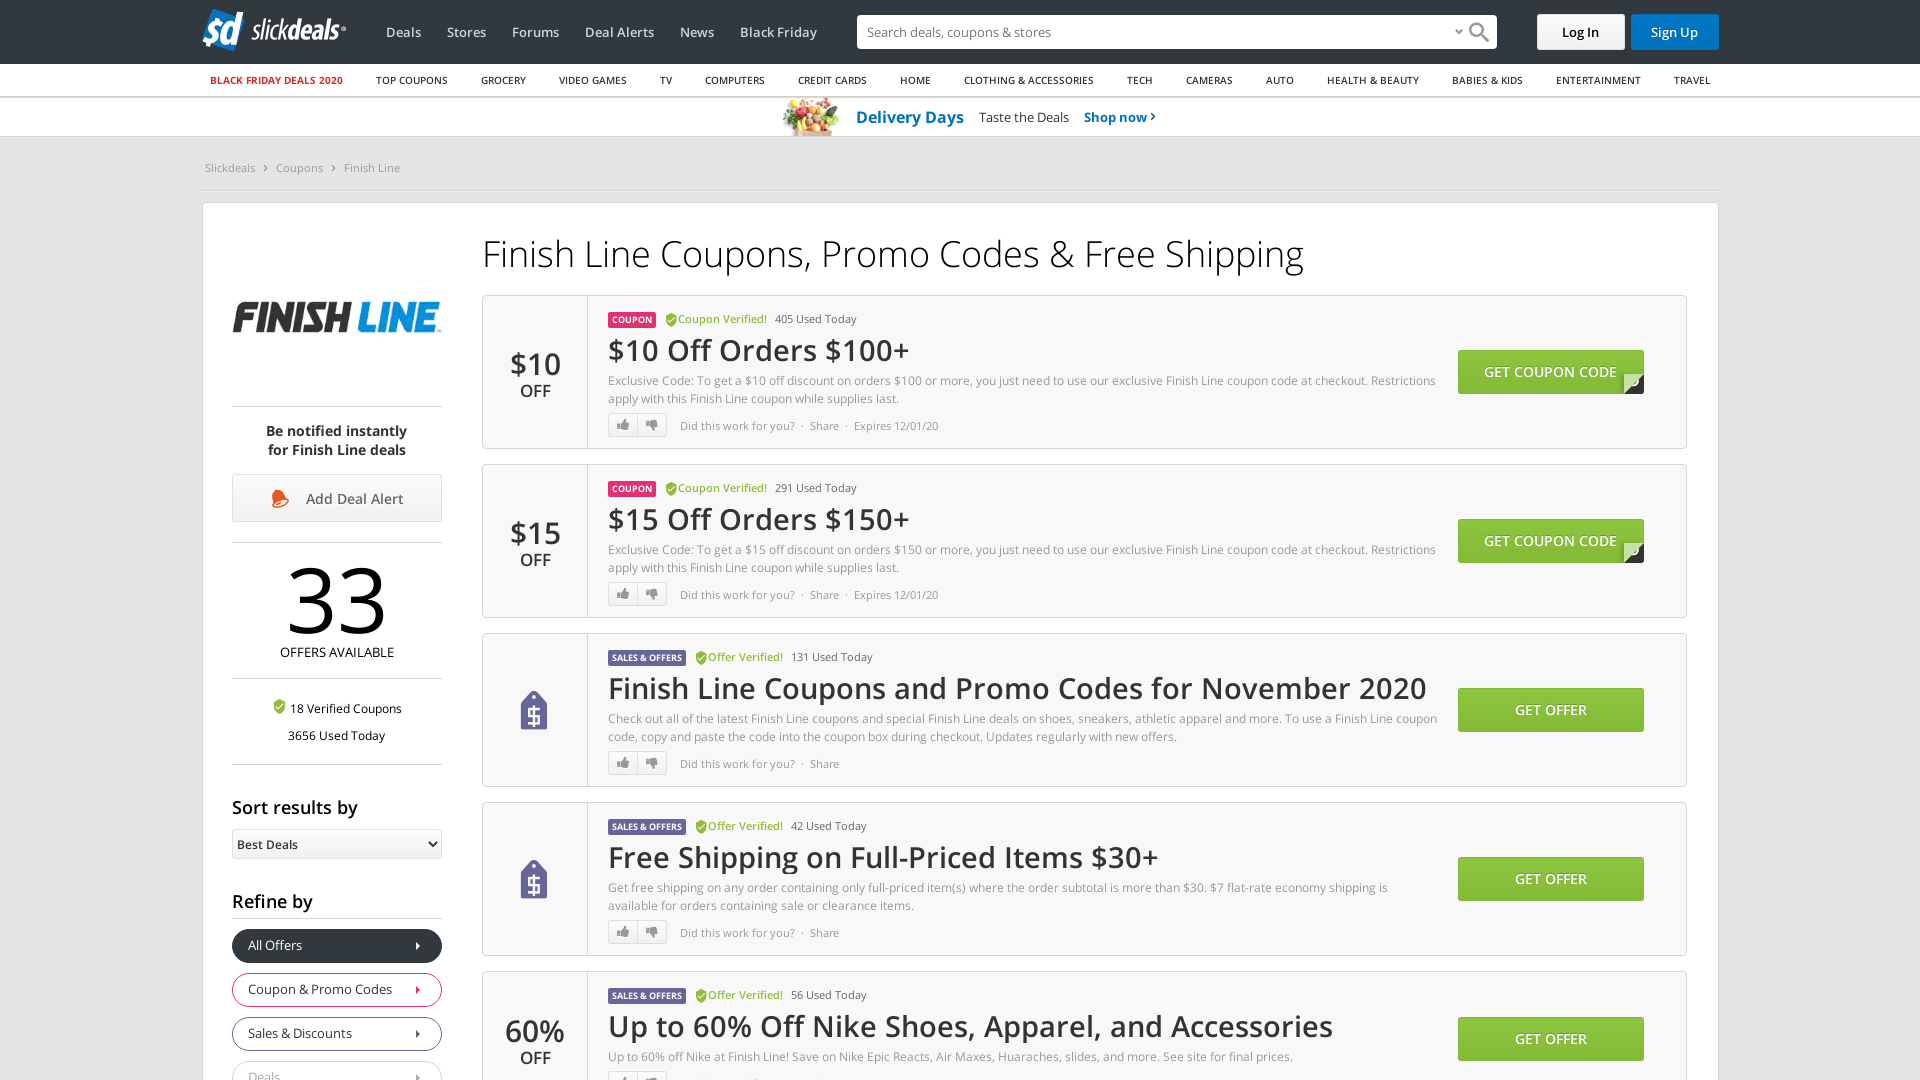 slickdeals
Deals
Stores
Forums
Deal Alerts
News
Black Friday
Search deals, coupons & stores
Log In
Sign Up
BLACK FRIDAY DEALS 2020
TOP COUPONS
GROCERY
VIDEO GAMES
TV
COMPUTERS
CREDIT CARDS
HOME
CLOTHING & ACCESSORIES
TECH
CAMERAS
AUTO
HEALTH & BEAUTY
BABIES & KIDS
ENTERTAINMENT
TRAVEL
Delivery Days Taste the Deals Shop now
Slickdeals
Coupons
Finish Line
FINISH LINE
Be notified instantly
for Finish Line deals
Add Deal Alert
33
OFFERS AVAILABLE
18 Verified Coupons
3656 Used Today
Sort results by
Best Deals
Refine by
All Offers
Coupon & Promo Codes
Sales & Discounts
Deals
Finish Line Coupons, Promo Codes & Free Shipping
$10
OFF
COUPON Coupon Verified! 405 Used Today
$10 Off Orders $100+
Exclusive Code: To get a $10 off discount on orders $100 or more, you just need to use our exclusive Finish Line coupon code at checkout. Restrictions
apply with this Finish Line coupon while supplies last.
Did this work for you? · Share · Expires 12/01/20
GET COUPON CODE
$15
OFF
COUPON Coupon Verified! 291 Used Today
$15 Off Orders $150+
Exclusive Code: To get a $15 off discount on orders $150 or more, you just need to use our exclusive Finish Line coupon code at checkout. Restrictions
apply with this Finish Line coupon while supplies last.
Did this work for you? · Share · Expires 12/01/20
GET COUPON CODE
SALES & OFFERS Offer Verified! 131 Used Today
Finish Line Coupons and Promo Codes for November 2020
Check out all of the latest Finish Line coupons and special Finish Line deals on shoes, sneakers, athletic apparel and more. To use a Finish Line coupon
code, copy and paste the code into the coupon box during checkout. Updates regularly with new offers.
Did this work for you? · Share
GET OFFER
SALES & OFFERS Offer Verified! 42 Used Today
Free Shipping on Full-Priced Items $30+
Get free shipping on any order containing only full-priced item(s) where the order subtotal is more than $30. $7 flat-rate economy shipping is
available for orders containing sale or clearance items.
Did this work for you? · Share
GET OFFER
60%
OFF
SALES & OFFERS Offer Verified! 56 Used Today
Up to 60% Off Nike Shoes, Apparel, and Accessories
Up to 60% off Nike at Finish Line! Save on Nike Epic Reacts, Air Maxes, Huaraches, slides, and more. See site for final prices.
GET OFFER